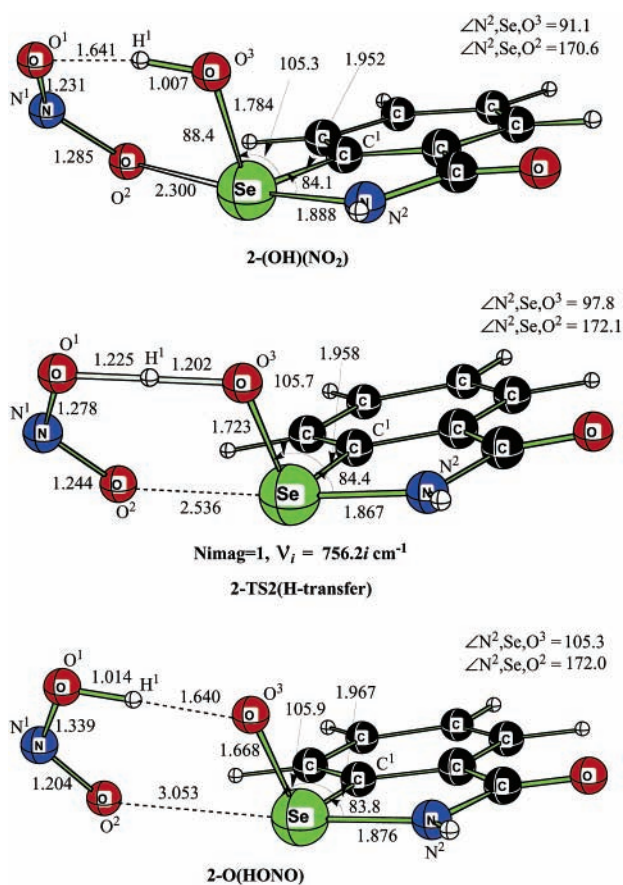 ∠N²,Se,O³ = 91.1
∠N²,Se,O² = 170.6
O¹ 1.641 H¹ O³
O O 105.3 1.952
1.231 1.007
N¹ 1.784
N 88.4 C C C C
1.285 C¹ C C
O 84.1 C O
O² 2.300 Se N
1.888 N²
2-(OH)(NO₂)
∠N²,Se,O³ = 97.8
∠N²,Se,O² = 172.1
O¹ 1.225 H¹ 1.202 O³
O O 105.7 1.958 C C
N¹ 1.278 C
N 1.723 C C¹ C C O
1.244 C N² C
O 84.4
O² 2.536 Se N
1.867
Nimag=1, ν𝑖 = 756.2i cm⁻¹
2-TS2(H-transfer)
∠N²,Se,O³ = 105.3
∠N²,Se,O² = 172.0
O¹ 1.014 H¹
O 1.640 O³ 105.9 1.967
N¹ 1.339 O C C
N 1.668 C C¹ C C O
1.204 3.053 C C
O 83.8
O² Se N
1.876 N²
2-O(HONO)